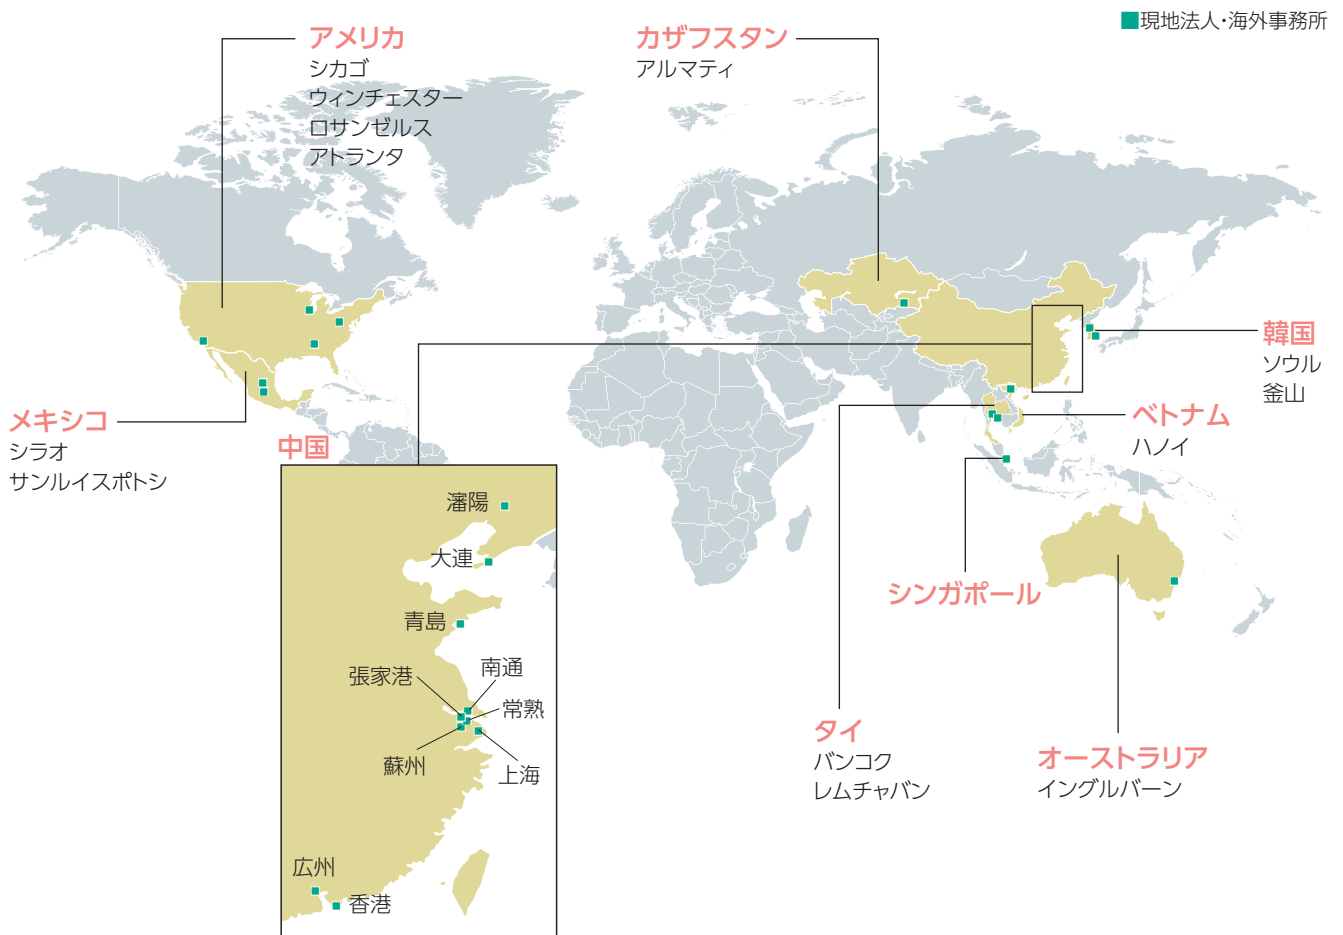 ■現地法人・海外事務所
アメリカ
シカゴ
ウィンチェスター
ロサンゼルス
アトランタ
カザフスタン
アルマティ
韓国
ソウル
釜山
メキシコ
シラオ
サンルイスポトシ
ベトナム
ハノイ
中国
瀋陽
大連
青島
張家港
南通
常熟
蘇州
上海
広州
香港
シンガポール
タイ
バンコク
レムチャバン
オーストラリア
イングルバーン